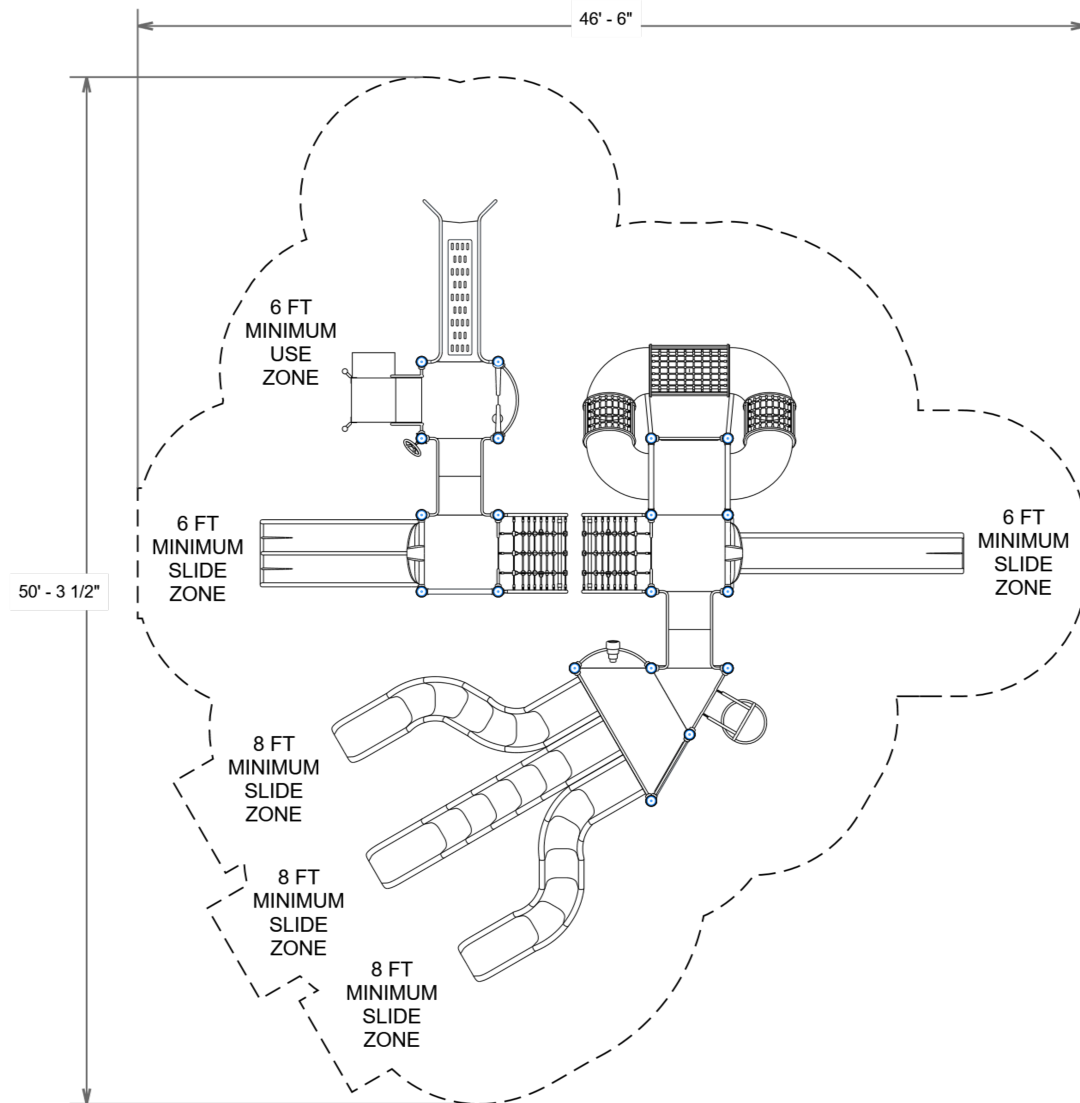 46' - 6"
6 FT
MINIMUM
USE
ZONE
6 FT
MINIMUM
SLIDE
ZONE
6 FT
MINIMUM
SLIDE
ZONE
50' - 3 1/2"
8 FT
MINIMUM
SLIDE
ZONE
8 FT
MINIMUM
SLIDE
ZONE
8 FT
MINIMUM
SLIDE
ZONE